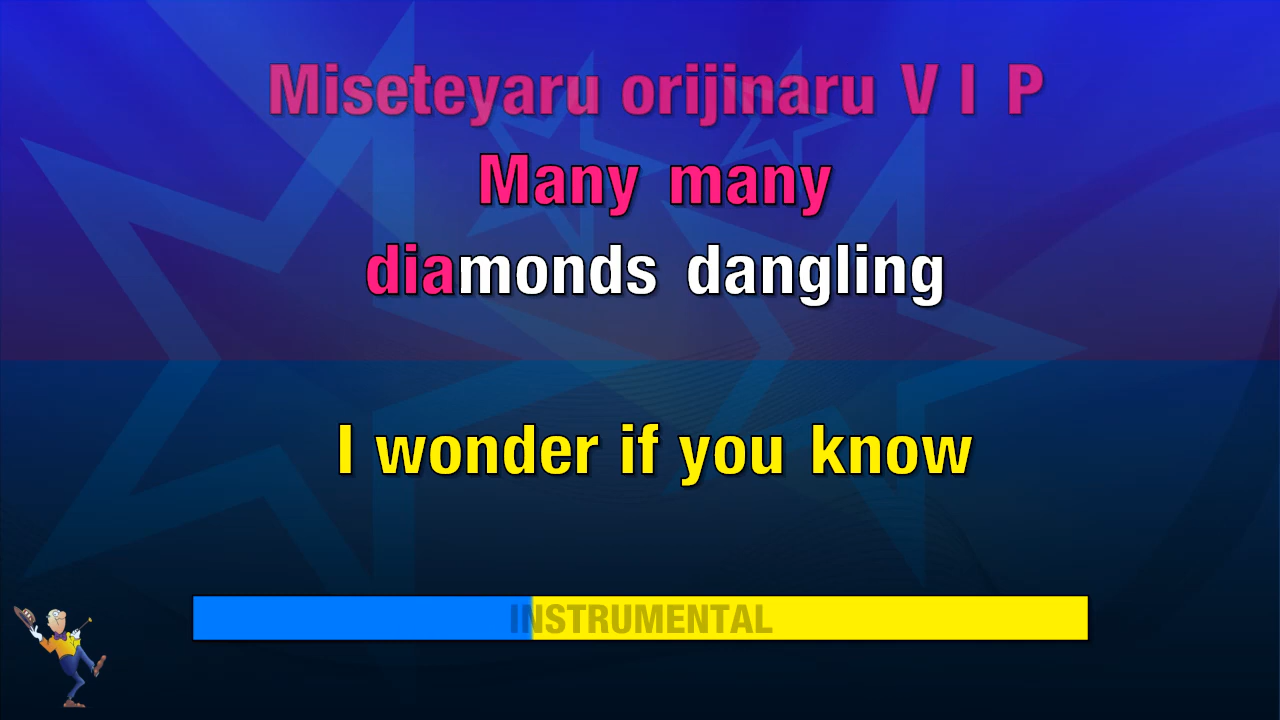 Miseteyaru orijinaru V I P
Many many
diamonds dangling
I wonder if you know
INSTRUMENTAL